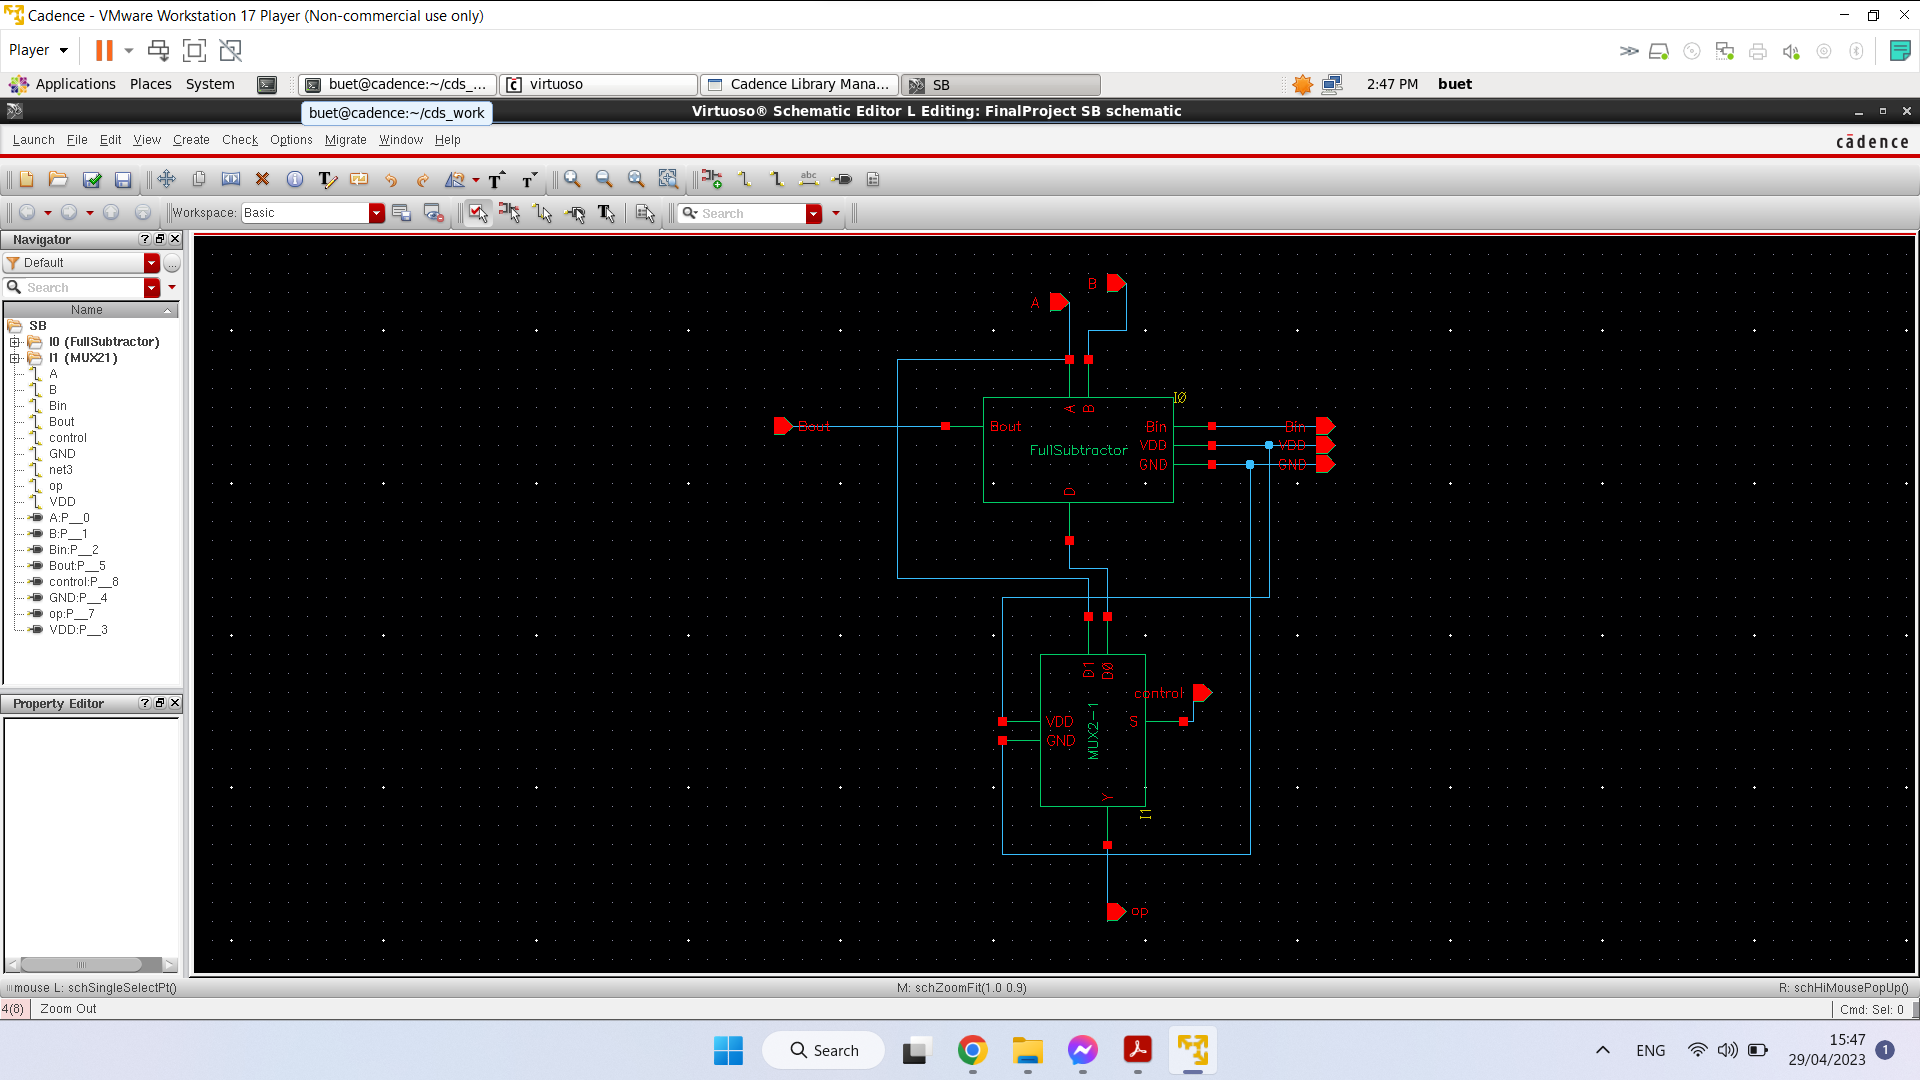 Cadence - VMware Workstation 17 Player (Non-commercial use only)
Player
Applications Places System buet@cadence:~/cds_... virtuoso Cadence Library Mana... SB 2:47 PM buet
buet@cadence:~/cds_work
Virtuoso® Schematic Editor L Editing: FinalProject SB schematic
Launch File Edit View Create Check Options Migrate Window Help
cādence
abc
Workspace: Basic Search
Navigator
Default
Search
Name
SB
I0 (FullSubtractor)
I1 (MUX21)
A
B
Bin
Bout
control
GND
net3
op
VDD
A:P__0
B:P__1
Bin:P__2
Bout:P__5
control:P__8
GND:P__4
op:P__7
VDD:P__3
Property Editor
B
A
I0
A B
Bout Bout Bin Bin
FullSubtractor VDD VDD
GND GND
D
D1 D0
control
VDD S
GND
MUX2-1
Y
I1
op
mouse L: schSingleSelectPt() M: schZoomFit(1.0 0.9) R: schHiMousePopUp()
4(8) Zoom Out Cmd: Sel: 0
Search
ENG
15:47
29/04/2023
1